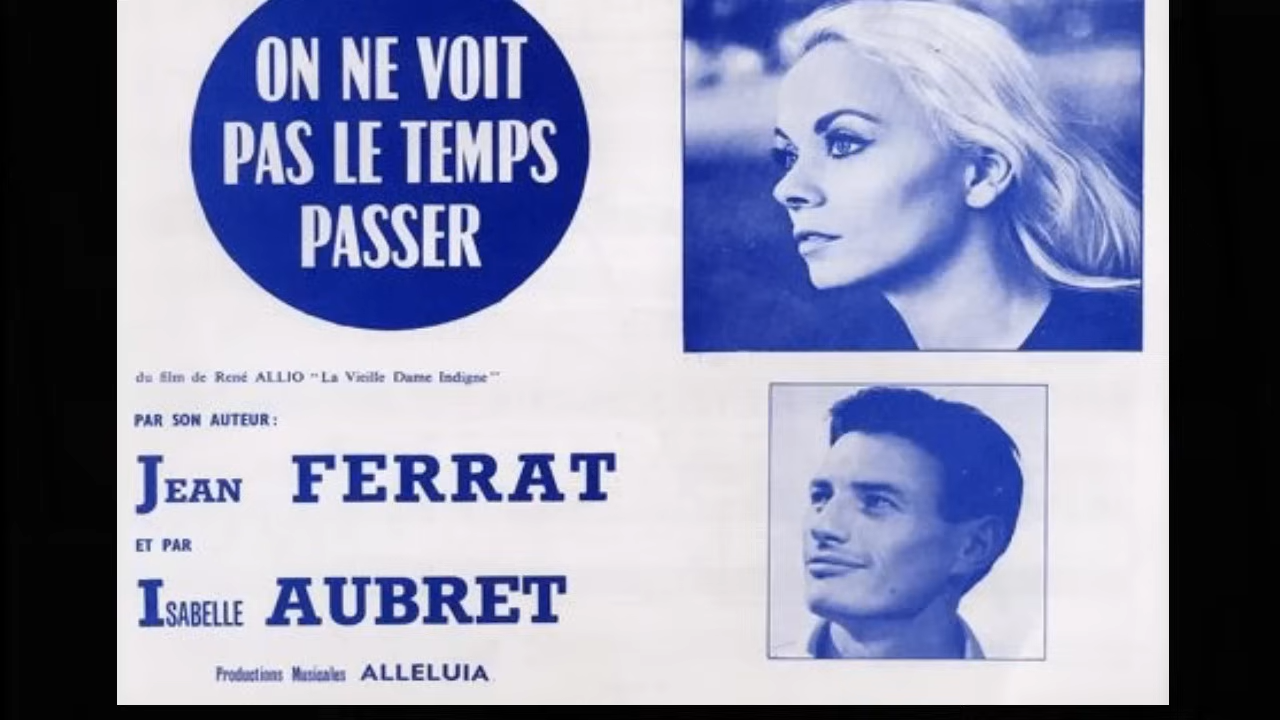 ON NE VOIT
PAS LE TEMPS
PASSER
du film de René ALLIO "La Vieille Dame Indigne"
PAR SON AUTEUR:
JEAN FERRAT
ET PAR
ISABELLE AUBRET
Productions Musicales ALLELUIA